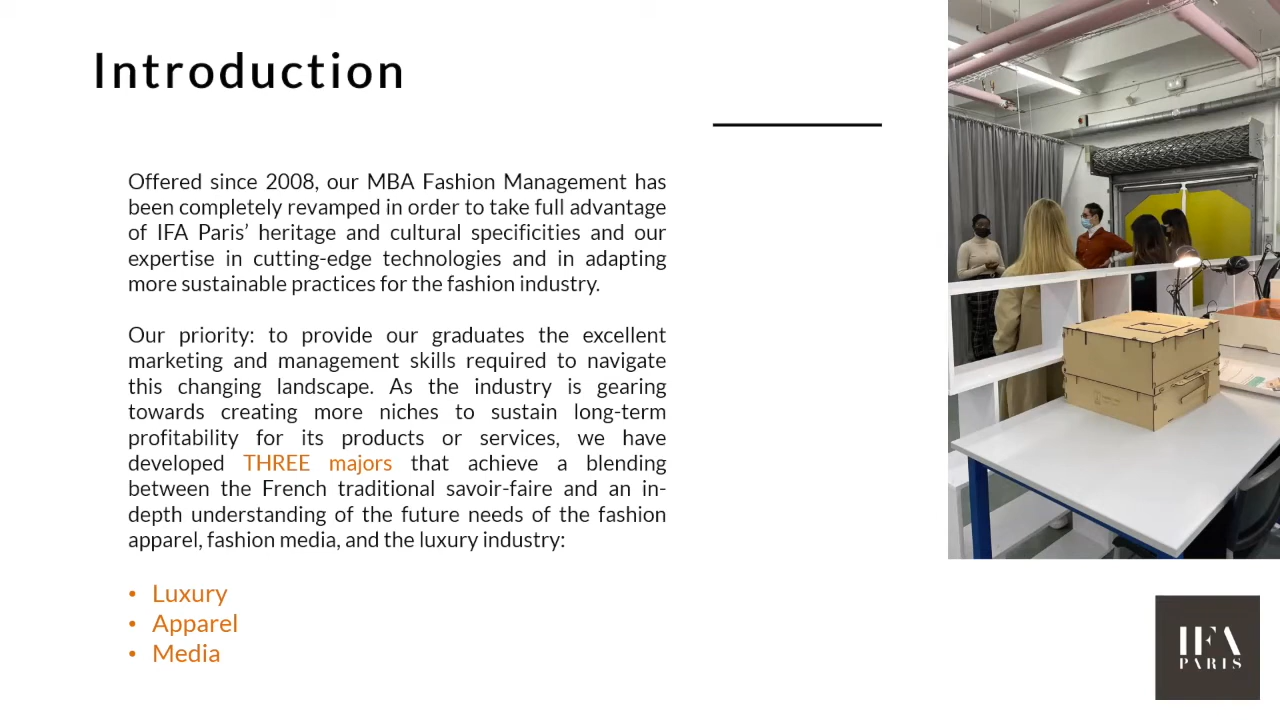 Introduction
Offered since 2008, our MBA Fashion Management has
been completely revamped in order to take full advantage
of IFA Paris’ heritage and cultural specificities and our
expertise in cutting-edge technologies and in adapting
more sustainable practices for the fashion industry.
Our priority: to provide our graduates the excellent
marketing and management skills required to navigate
this changing landscape. As the industry is gearing
towards creating more niches to sustain long-term
profitability for its products or services, we have
developed THREE majors that achieve a blending
between the French traditional savoir-faire and an in-
depth understanding of the future needs of the fashion
apparel, fashion media, and the luxury industry:
• Luxury
• Apparel
• Media
IFA
PARIS